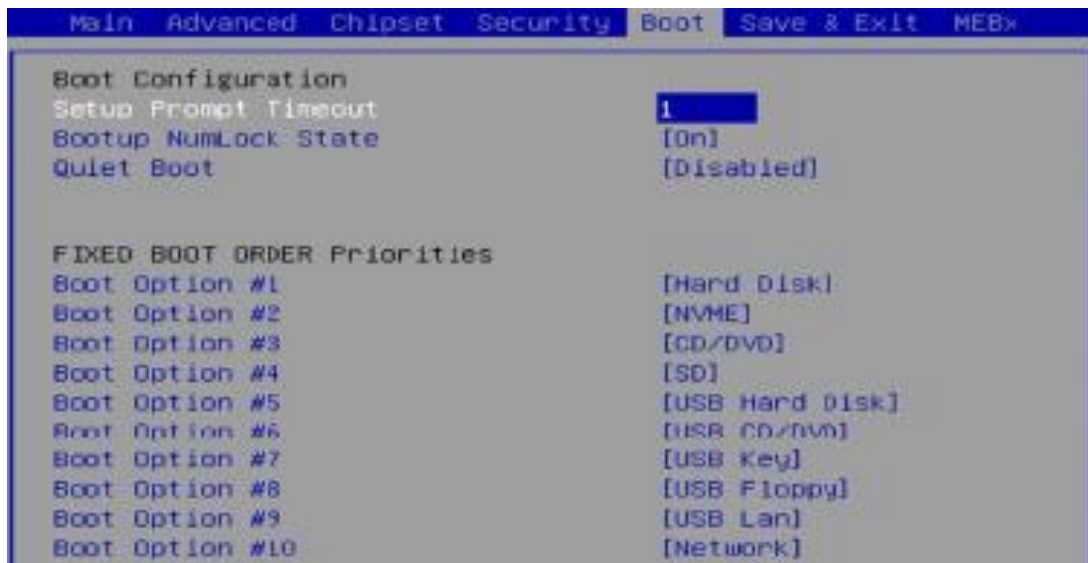 Main Advanced Chipset Security Boot Save & Exit MEBx
Boot Configuration
Setup Prompt Timeout 1
Bootup NumLock State [On]
Quiet Boot [Disabled]
FIXED BOOT ORDER Priorities
Boot Option #1 [Hard Disk]
Boot Option #2 [NVME]
Boot Option #3 [CD/DVD]
Boot Option #4 [SD]
Boot Option #5 [USB Hard Disk]
Boot Option #6 [USB CD/DVD]
Boot Option #7 [USB Key]
Boot Option #8 [USB Floppy]
Boot Option #9 [USB Lan]
Boot Option #10 [Network]